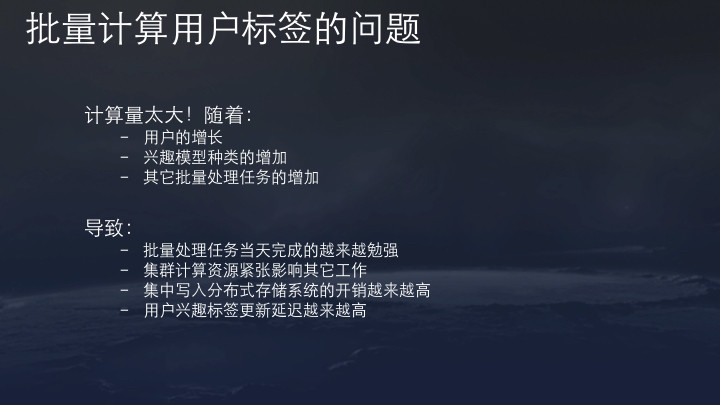 批量计算用户标签的问题
计算量太大！随着：
- 用户的增长
- 兴趣模型种类的增加
- 其它批量处理任务的增加
导致：
- 批量处理任务当天完成的越来越勉强
- 集群计算资源紧张影响其它工作
- 集中写入分布式存储系统的开销越来越高
- 用户兴趣标签更新延迟越来越高